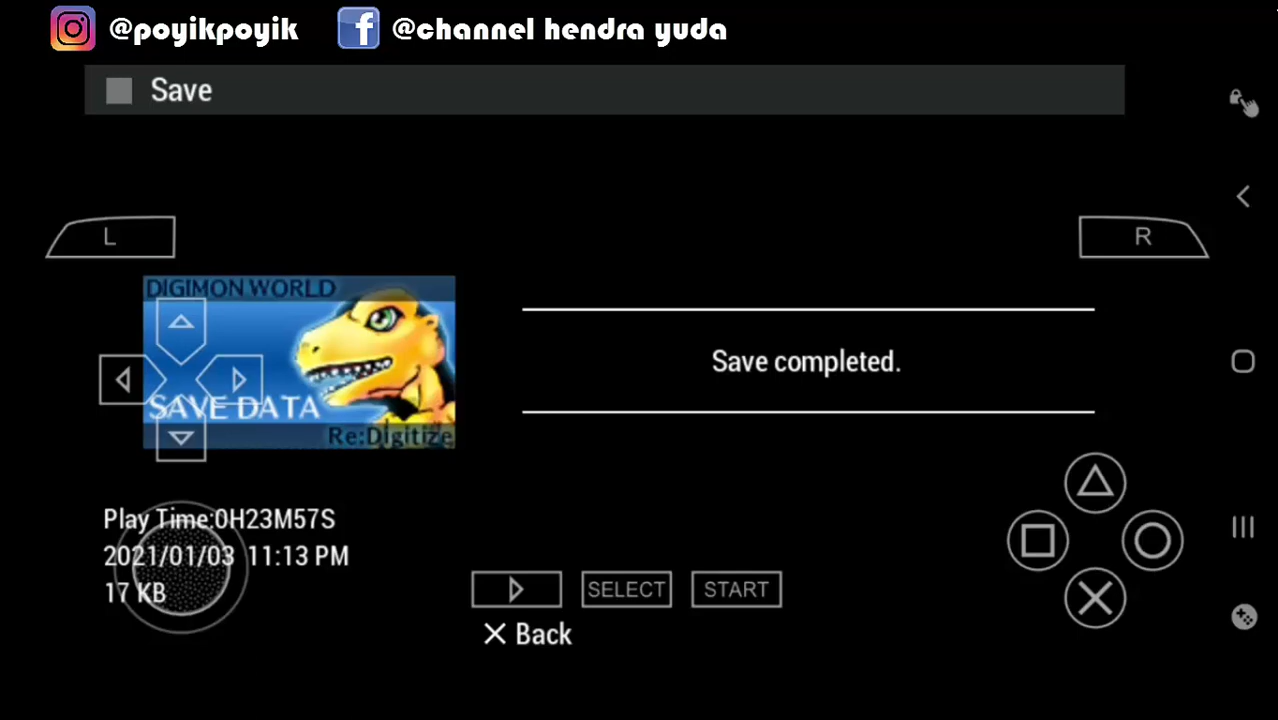 @poyikpoyik @channel hendra yuda
Save
L
R
DIGIMON WORLD
SAVE DATA
Re:Digitize
Save completed.
Play Time:0H23M57S
2021/01/03 11:13 PM
17 KB
SELECT START
Back